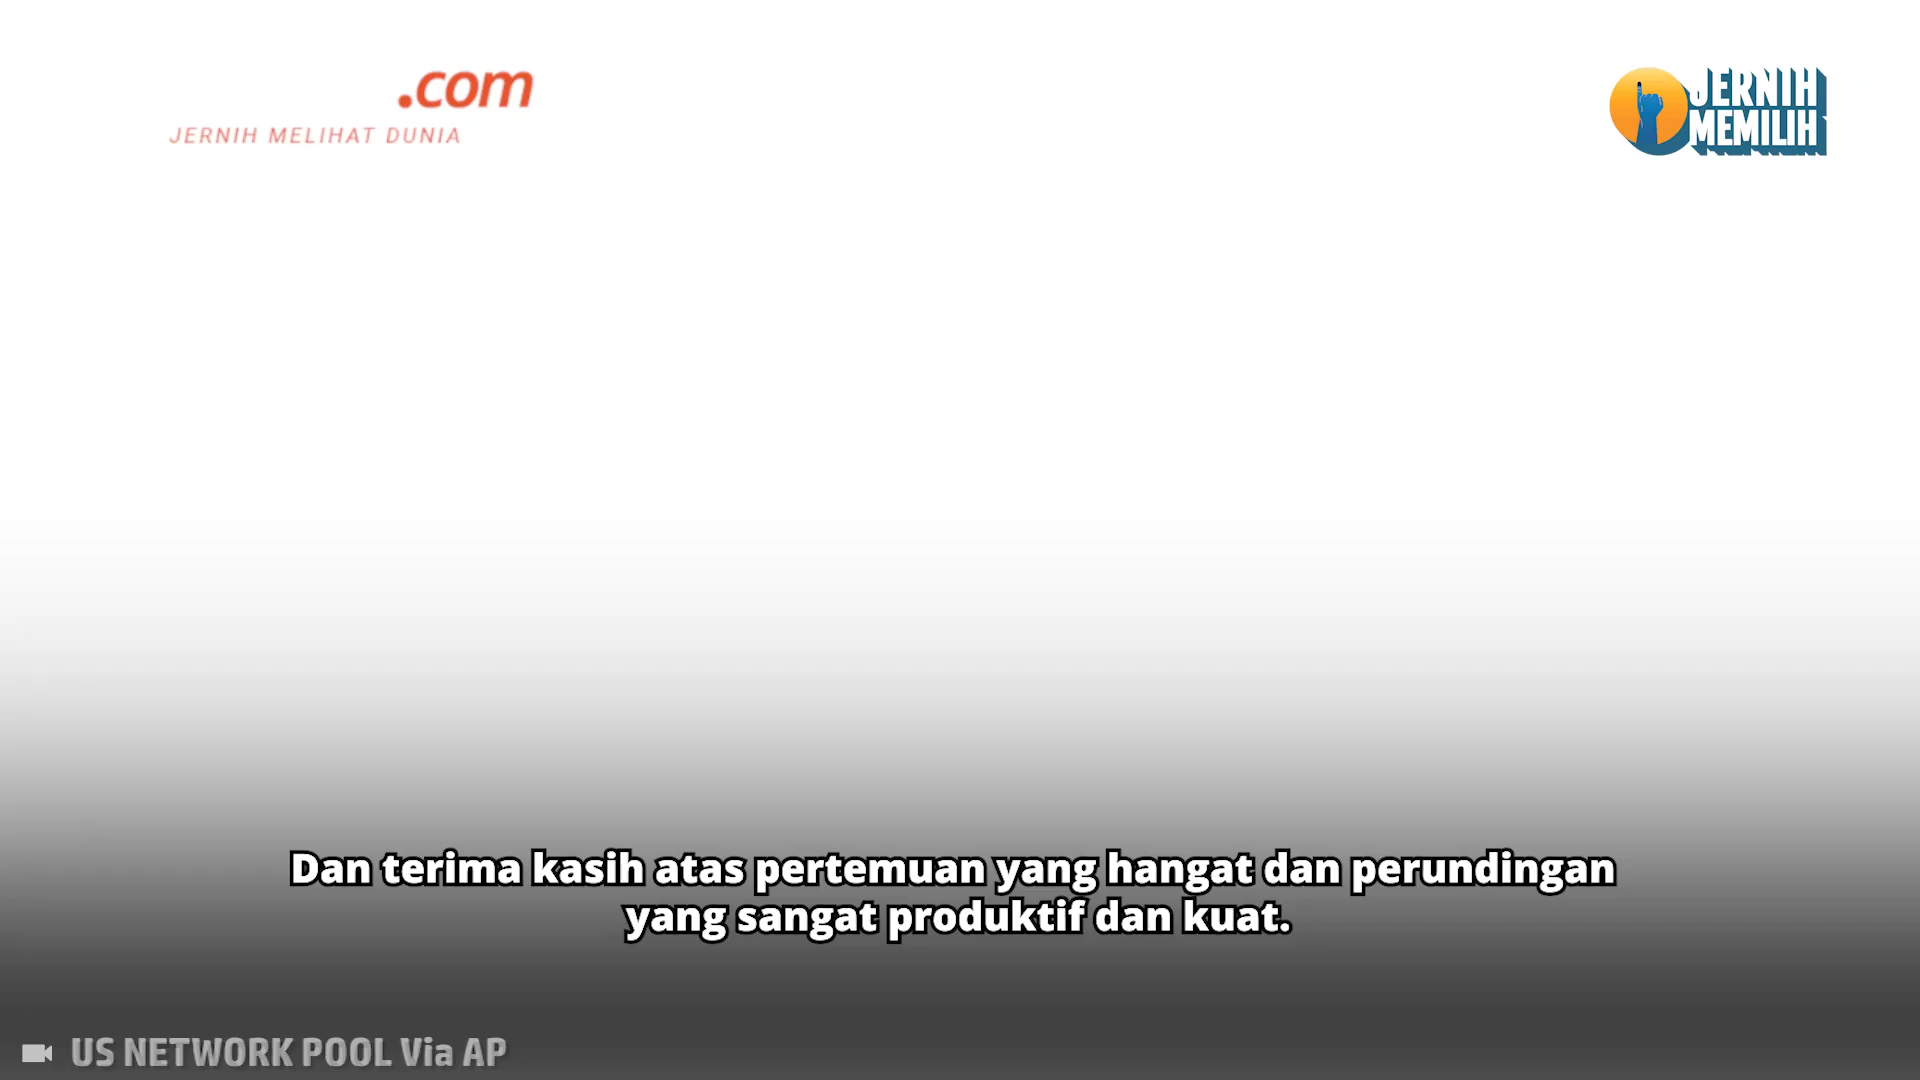 .com
JERNIH MELIHAT DUNIA
JERNIH
MEMILIH
Dan terima kasih atas pertemuan yang hangat dan perundingan
yang sangat produktif dan kuat.
US NETWORK POOL Via AP